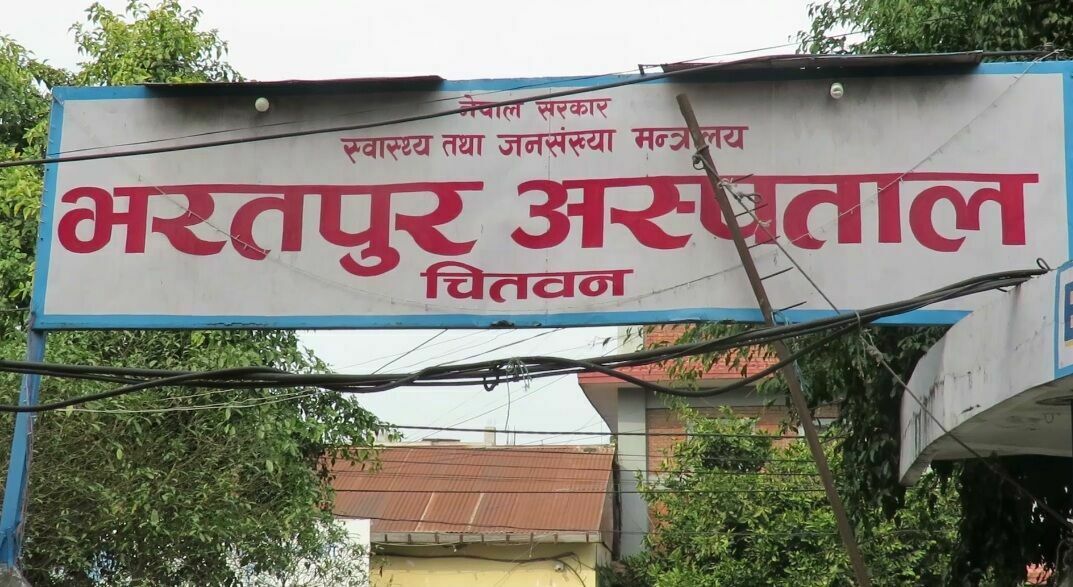 नेपाल सरकार
स्वास्थ्य तथा जनसंख्या मन्त्रालय
भरतपुर अस्पताल
चितवन